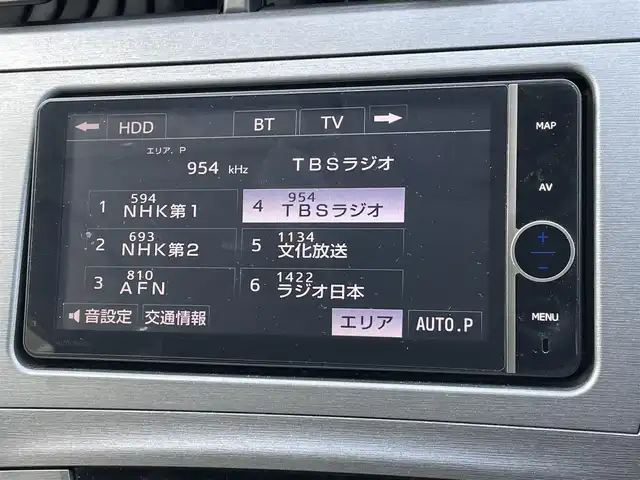 HDD BT TV
エリア. P
954 kHz TBSラジオ
1 594 NHK第1
4 954 TBSラジオ
2 693 NHK第2
5 1134 文化放送
3 810 AFN
6 1422 ラジオ日本
音設定 交通情報 エリア AUTO.P
MAP
AV
+
−
MENU